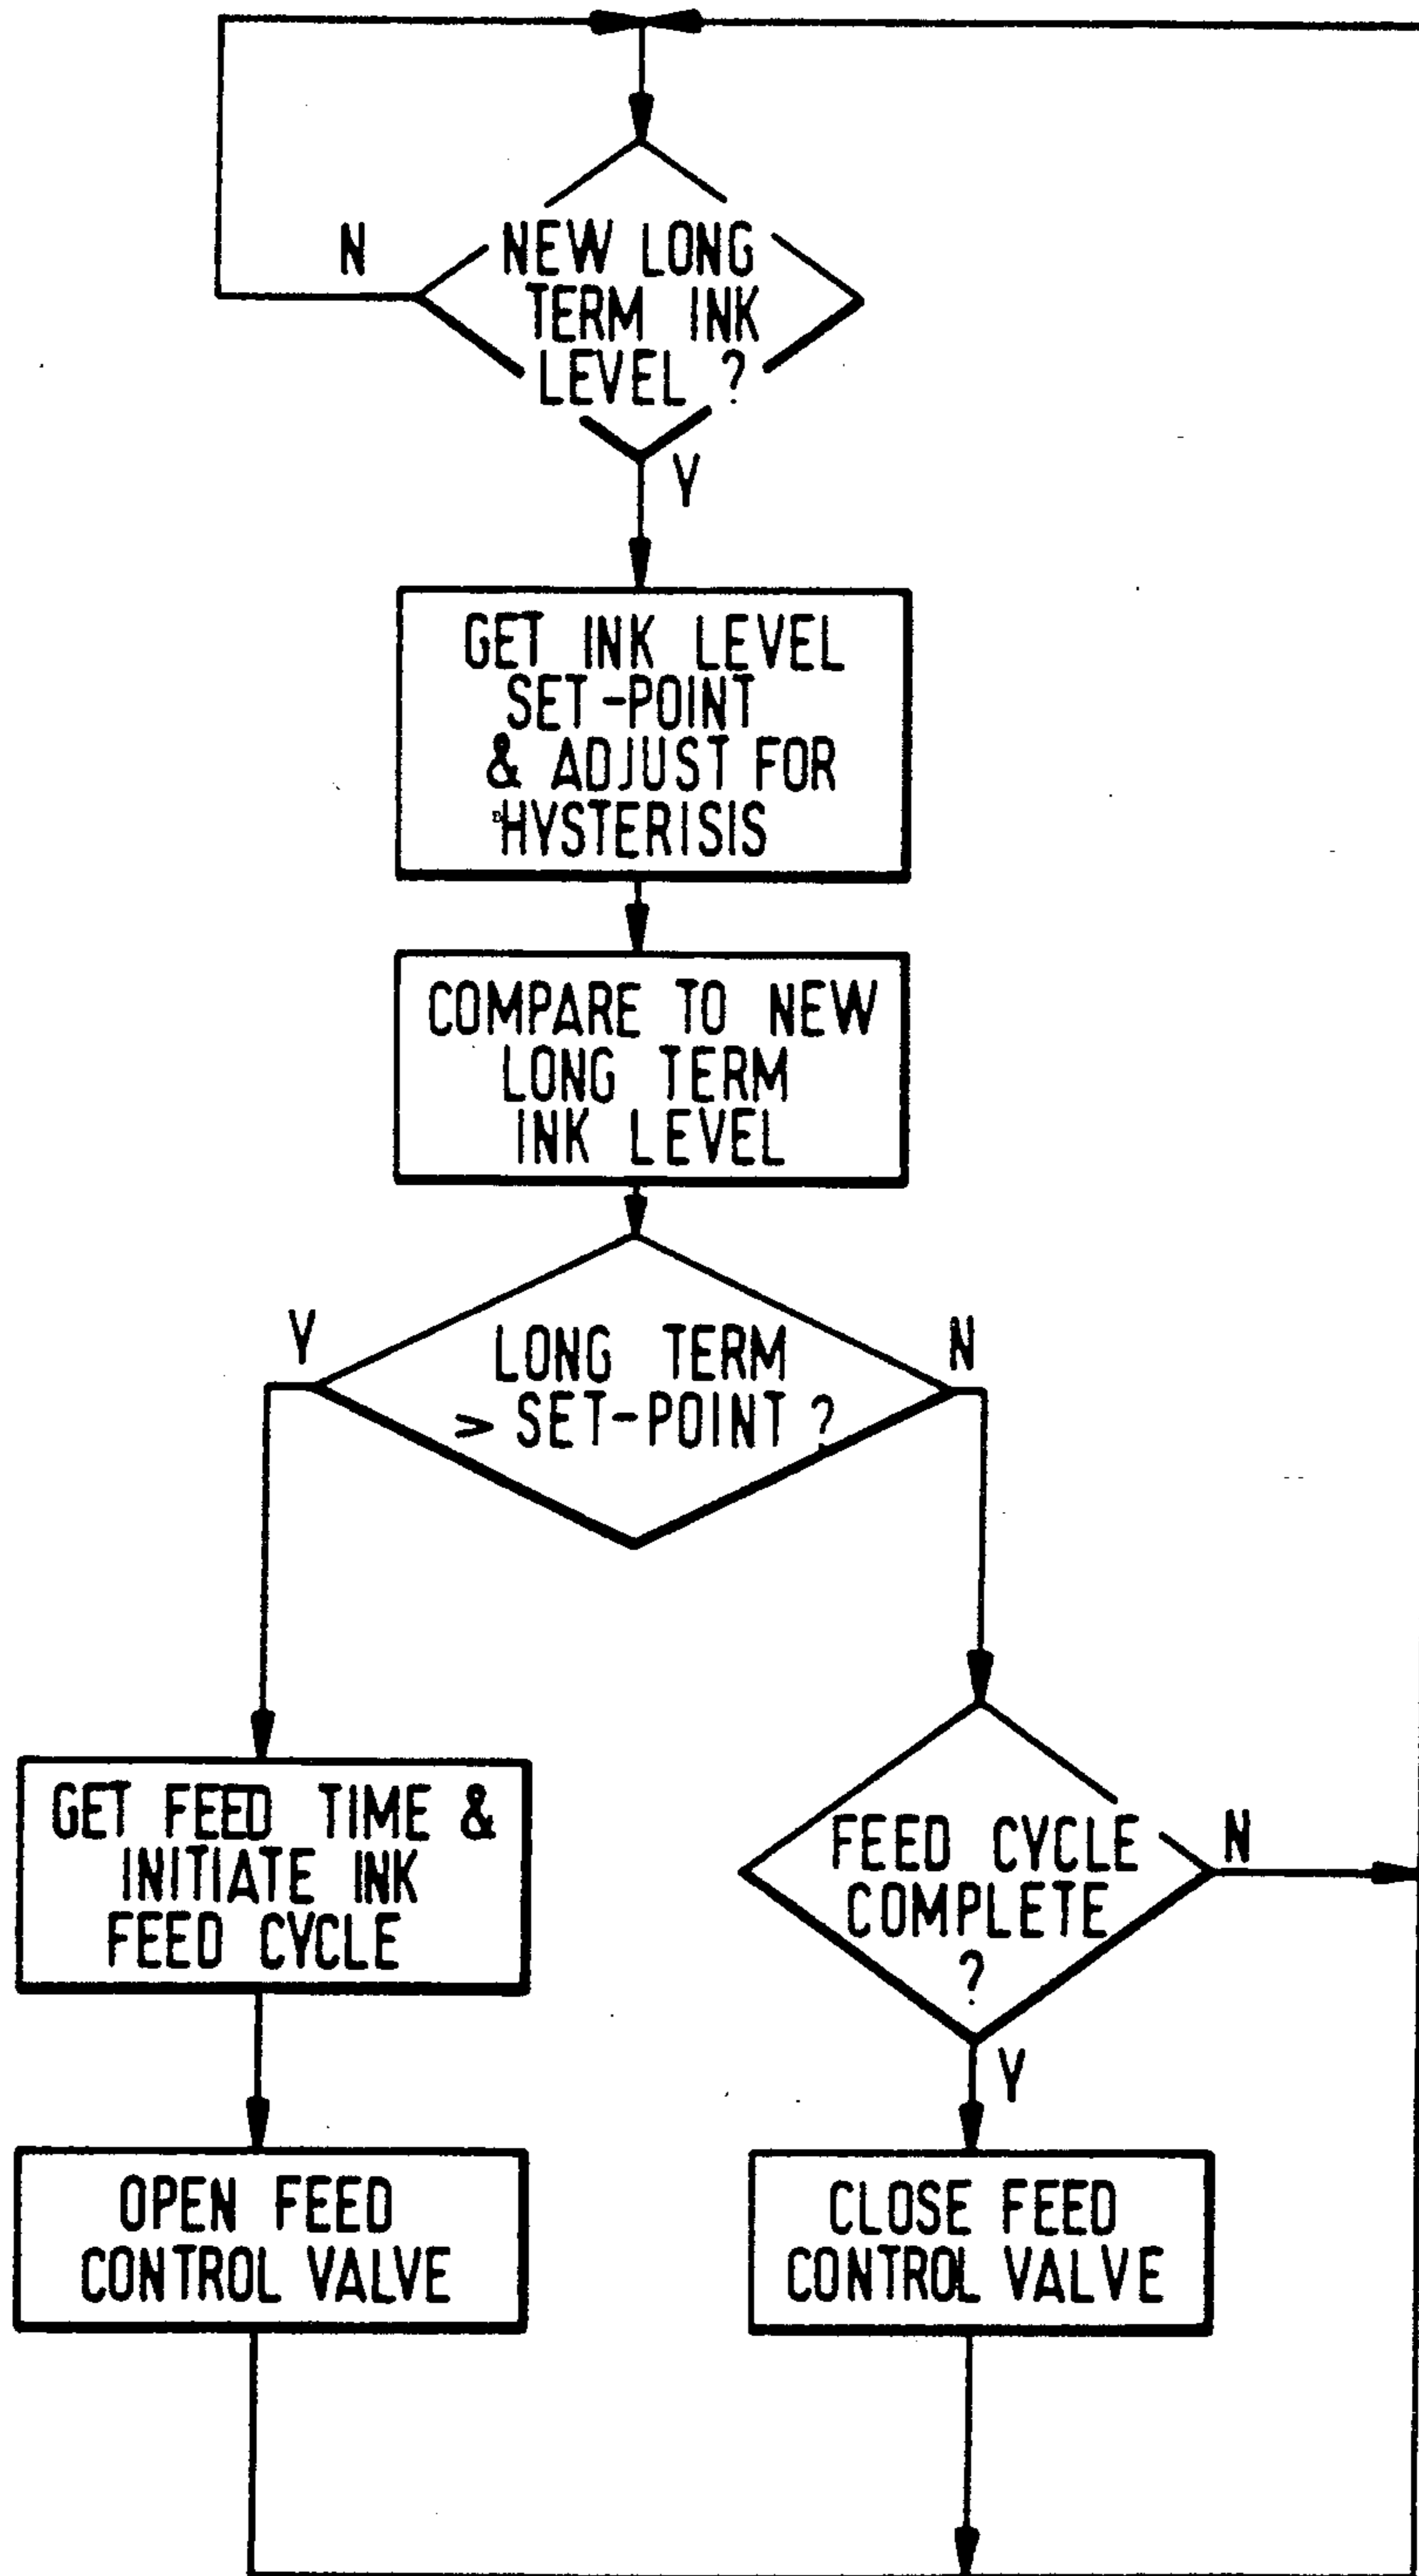 N
NEW LONG
TERM INK
LEVEL ?
Y
GET INK LEVEL
SET-POINT
& ADJUST FOR
HYSTERISIS
COMPARE TO NEW
LONG TERM
INK LEVEL
Y
LONG TERM
> SET-POINT ?
N
GET FEED TIME &
INITIATE INK
FEED CYCLE
FEED CYCLE
COMPLETE
?
N
Y
OPEN FEED
CONTROL VALVE
CLOSE FEED
CONTROL VALVE